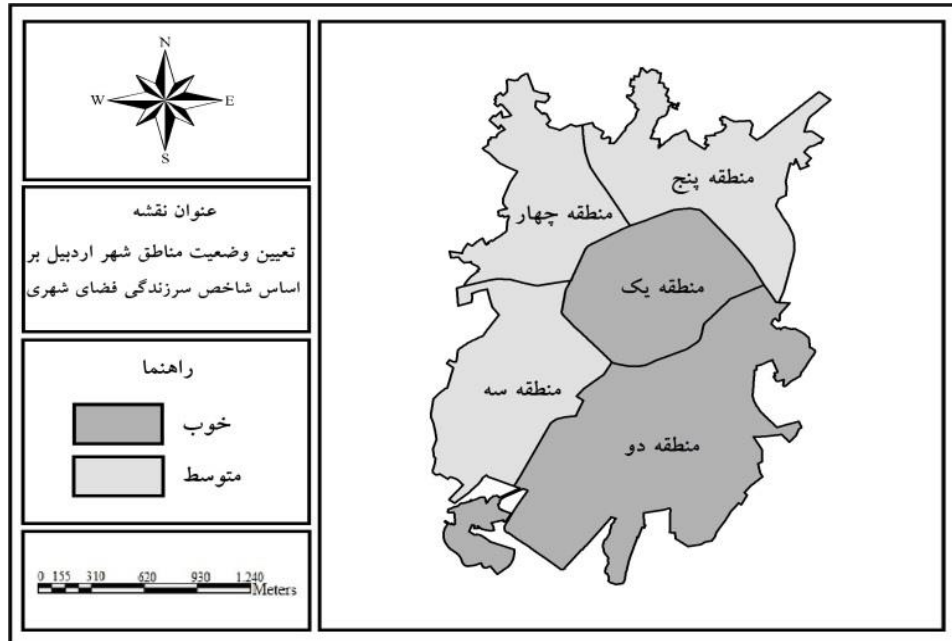 N
W E
S
عنوان نقشه
تعیین وضعیت مناطق شهر اردبیل بر
اساس شاخص سرزندگی فضای شهری
راهنما
خوب
متوسط
0 155 310 620 930 1.240
Meters
منطقه پنج
منطقه چهار
منطقه یک
منطقه سه
منطقه دو